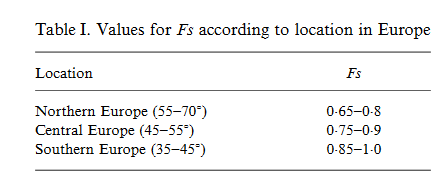 Table I. Values for Fs according to location in Europe
Location Fs
Northern Europe (55–70°) 0·65–0·8
Central Europe (45–55°) 0·75–0·9
Southern Europe (35–45°) 0·85–1·0